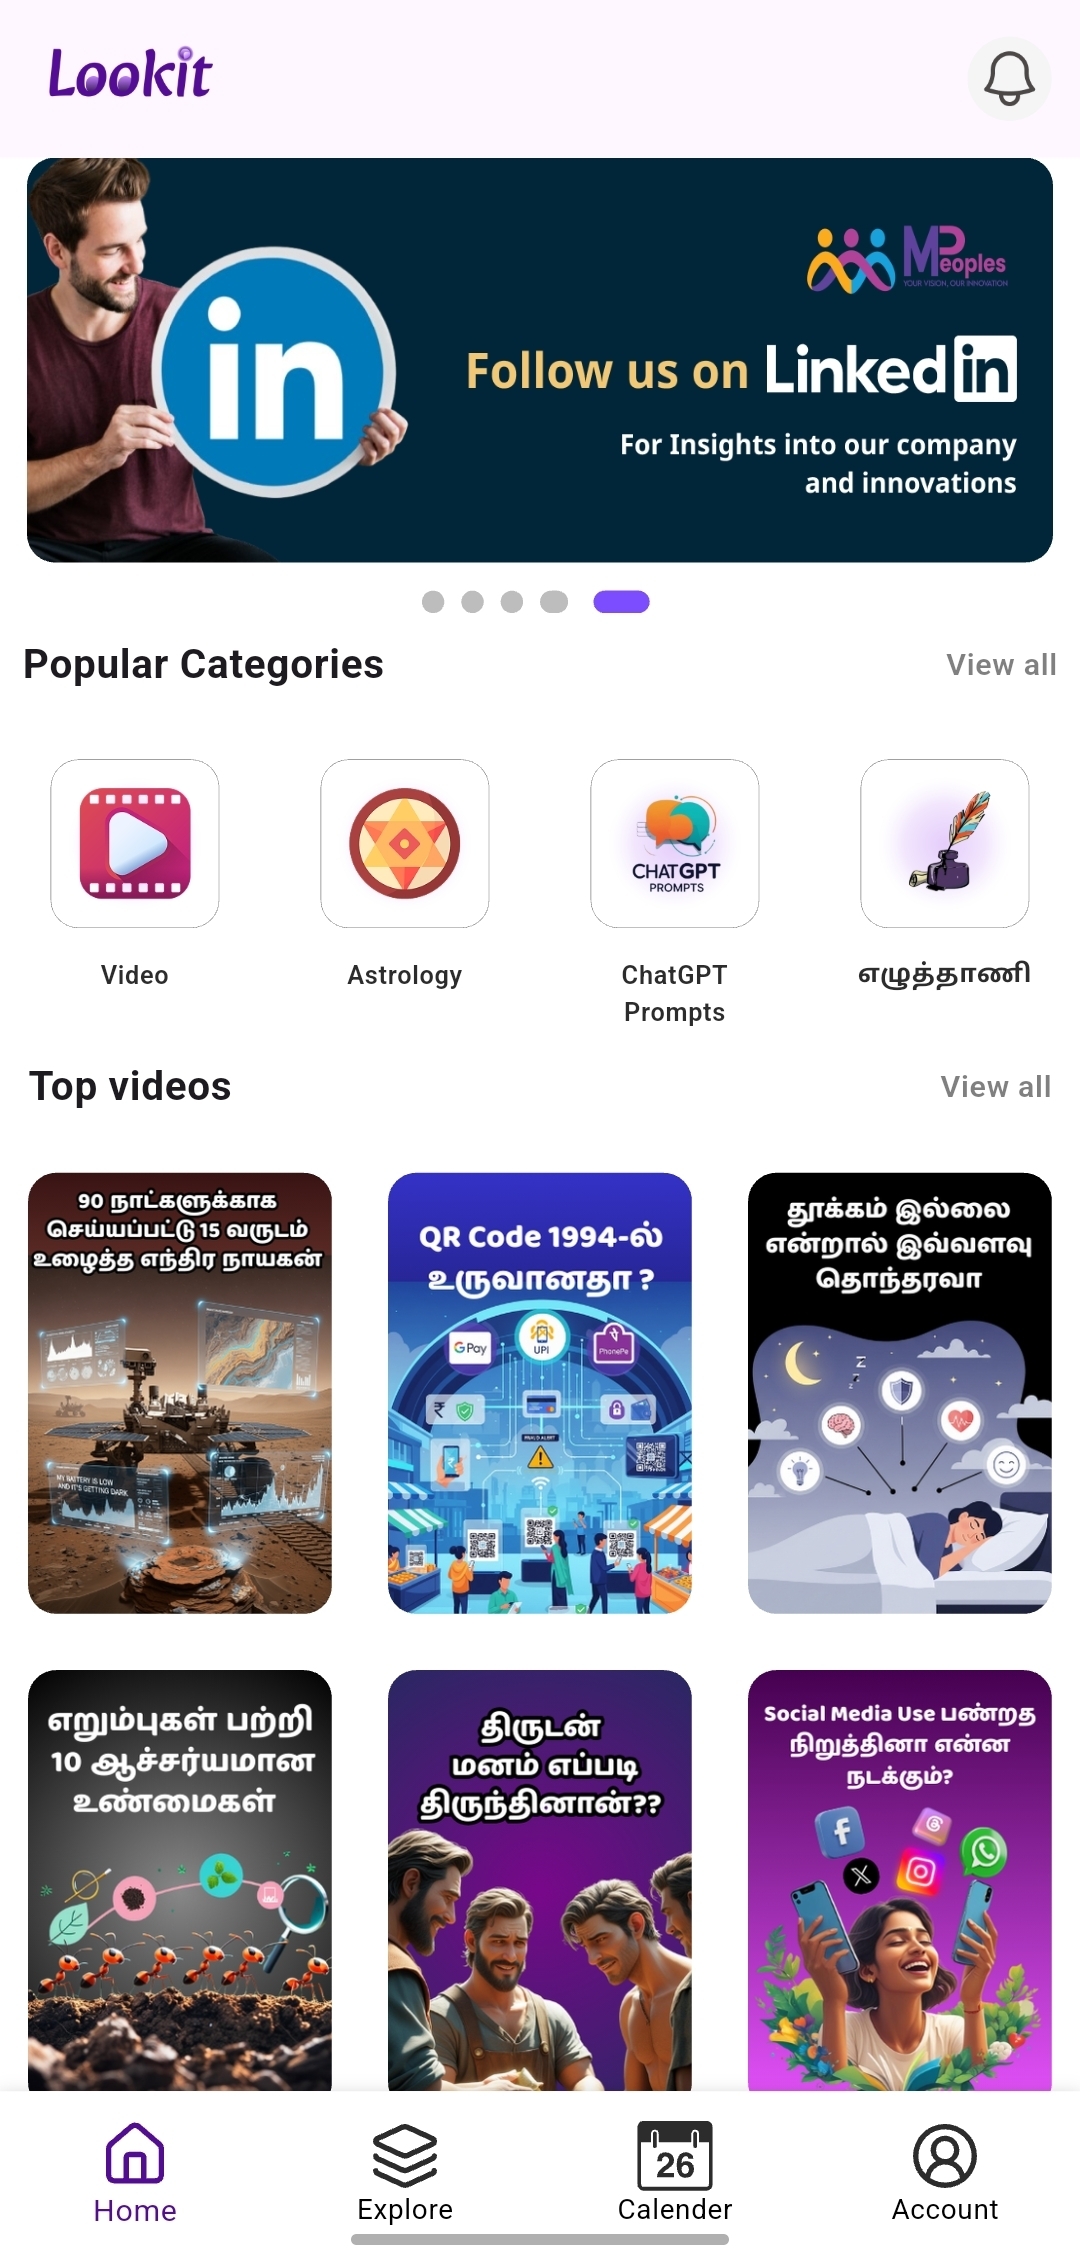 Lookit
MPeoples
YOUR VISION, OUR INNOVATION
in
Follow us on Linkedin
For Insights into our company
and innovations
Popular Categories
View all
CHATGPT
PROMPTS
Video
Astrology
ChatGPT
Prompts
எழுத்தாணி
Top videos
View all
90 நாட்களுக்காக
செய்யப்பட்டு 15 வருடம்
உழைத்த எந்திர நாயகன்
MY BATTERY IS LOW
AND IT'S GETTING DARK
QR Code 1994-ல்
உருவானதா ?
G Pay
UPI
PhonePe
₹
தூக்கம் இல்லை
என்றால் இவ்வளவு
தொந்தரவா
z
z
z
எறும்புகள் பற்றி
10 ஆச்சர்யமான
உண்மைகள்
திருடன்
மனம் எப்படி
திருந்தினான்??
Social Media Use பண்றத
நிறுத்தினா என்ன
நடக்கும்?
Home
Explore
26
Calender
Account